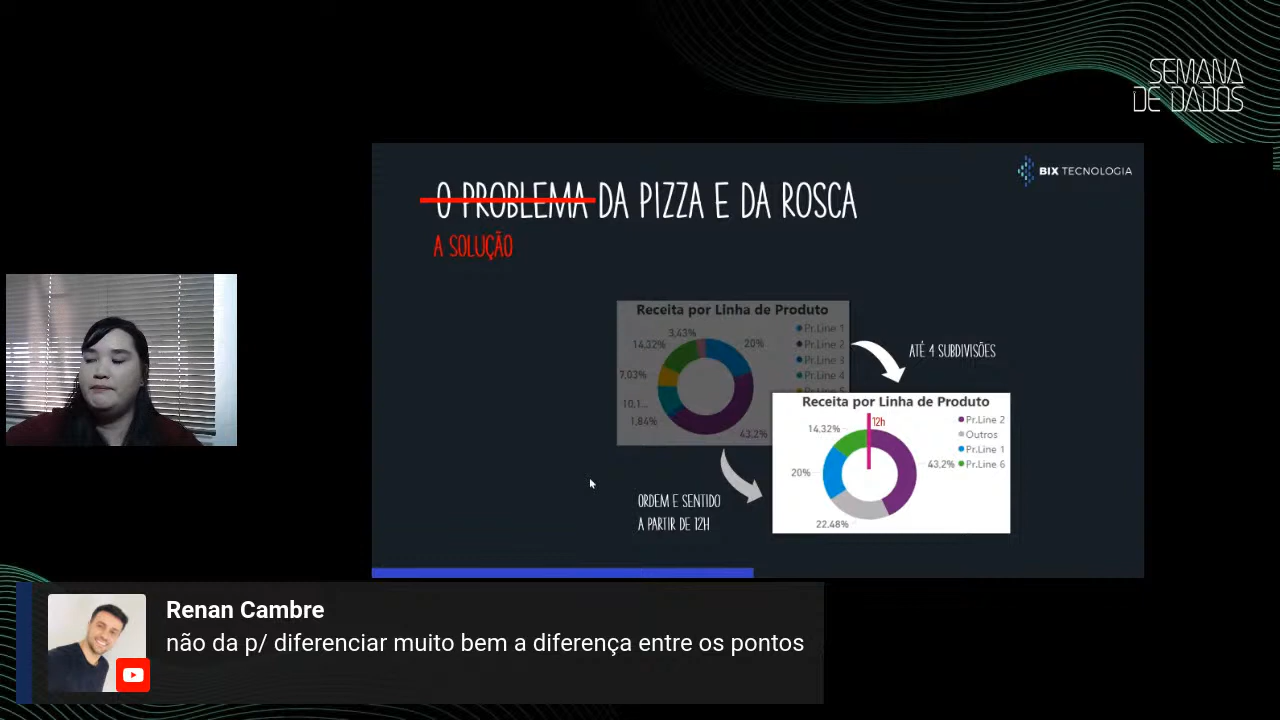 SEMANA
DE DADOS
BIX TECNOLOGIA
O PROBLEMA DA PIZZA E DA ROSCA
A SOLUÇÃO
Receita por Linha de Produto
3,43%
14,32%
20%
7,03%
10,1...
1,84%
43,2%
Pr.Line 1
Pr.Line 2
Pr.Line 3
Pr.Line 4
ATÉ 4 SUBDIVISÕES
Receita por Linha de Produto
12h
14,32%
20%
43,2%
22,48%
Pr.Line 2
Outros
Pr.Line 1
Pr.Line 6
ORDEM E SENTIDO
A PARTIR DE 12H
Renan Cambre
não da p/ diferenciar muito bem a diferença entre os pontos